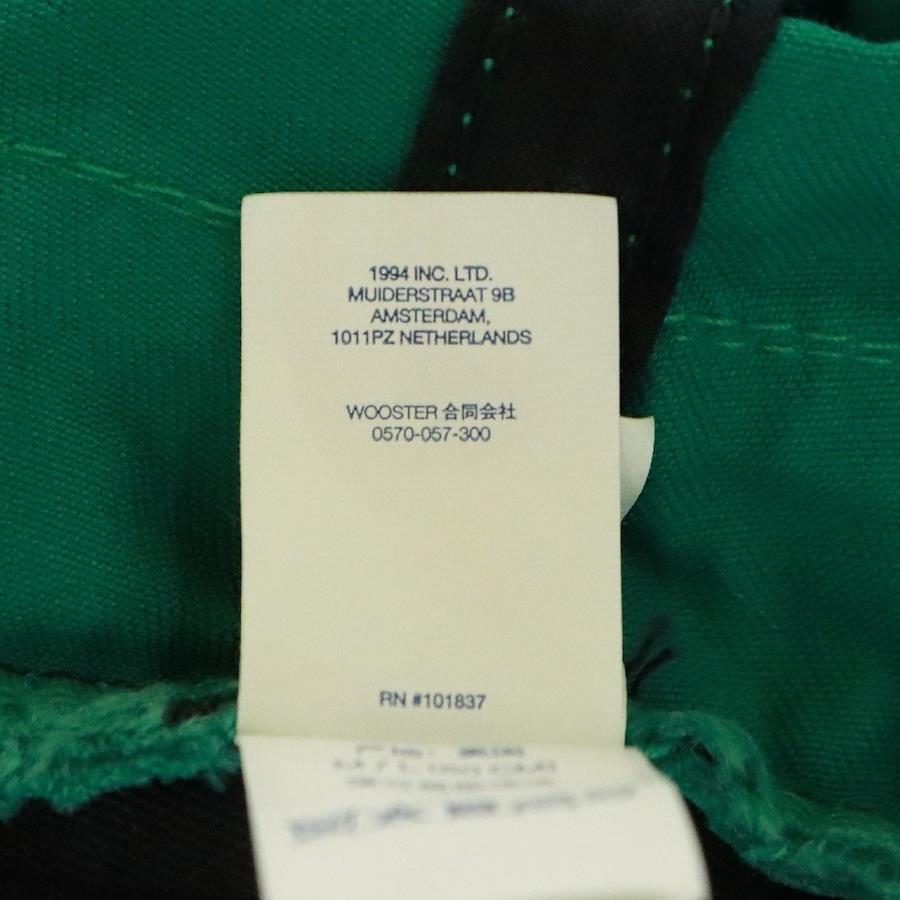 1994 INC. LTD.
MUIDERSTRAAT 9B
AMSTERDAM,
1011PZ NETHERLANDS
WOOSTER 合同会社
0570-057-300
RN #101837